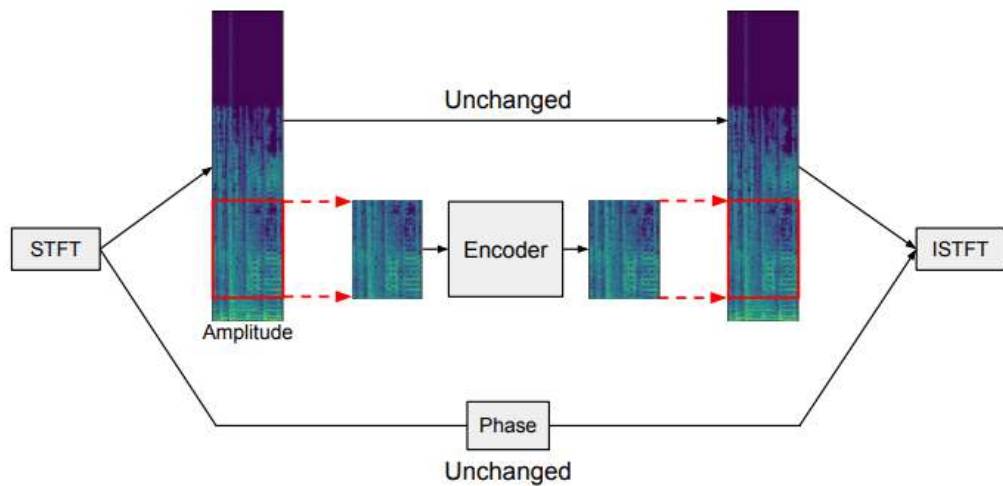 Unchanged
STFT
Encoder
ISTFT
Amplitude
Phase
Unchanged